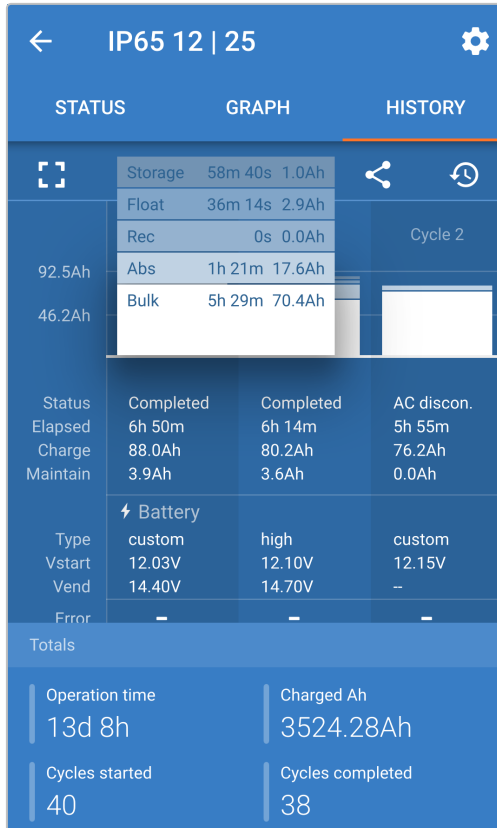 IP65 12 | 25
STATUS GRAPH HISTORY
Storage 58m 40s 1.0Ah
Float 36m 14s 2.9Ah
Rec 0s 0.0Ah
Abs 1h 21m 17.6Ah
Bulk 5h 29m 70.4Ah
Cycle 2
92.5Ah
46.2Ah
Status Completed Completed AC discon.
Elapsed 6h 50m 6h 14m 5h 55m
Charge 88.0Ah 80.2Ah 76.2Ah
Maintain 3.9Ah 3.6Ah 0.0Ah
Battery
Type custom high custom
Vstart 12.03V 12.10V 12.15V
Vend 14.40V 14.70V --
Error – – –
Totals
Operation time Charged Ah
13d 8h 3524.28Ah
Cycles started Cycles completed
40 38